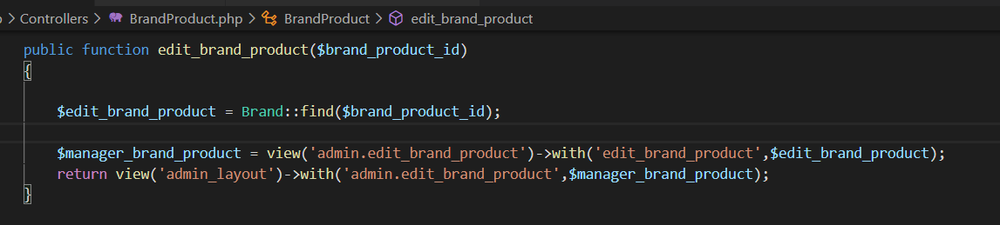 Controllers > BrandProduct.php > BrandProduct > edit_brand_product
public function edit_brand_product($brand_product_id)
{
$edit_brand_product = Brand::find($brand_product_id);
$manager_brand_product = view('admin.edit_brand_product')->with('edit_brand_product',$edit_brand_product);
return view('admin_layout')->with('admin.edit_brand_product',$manager_brand_product);
}